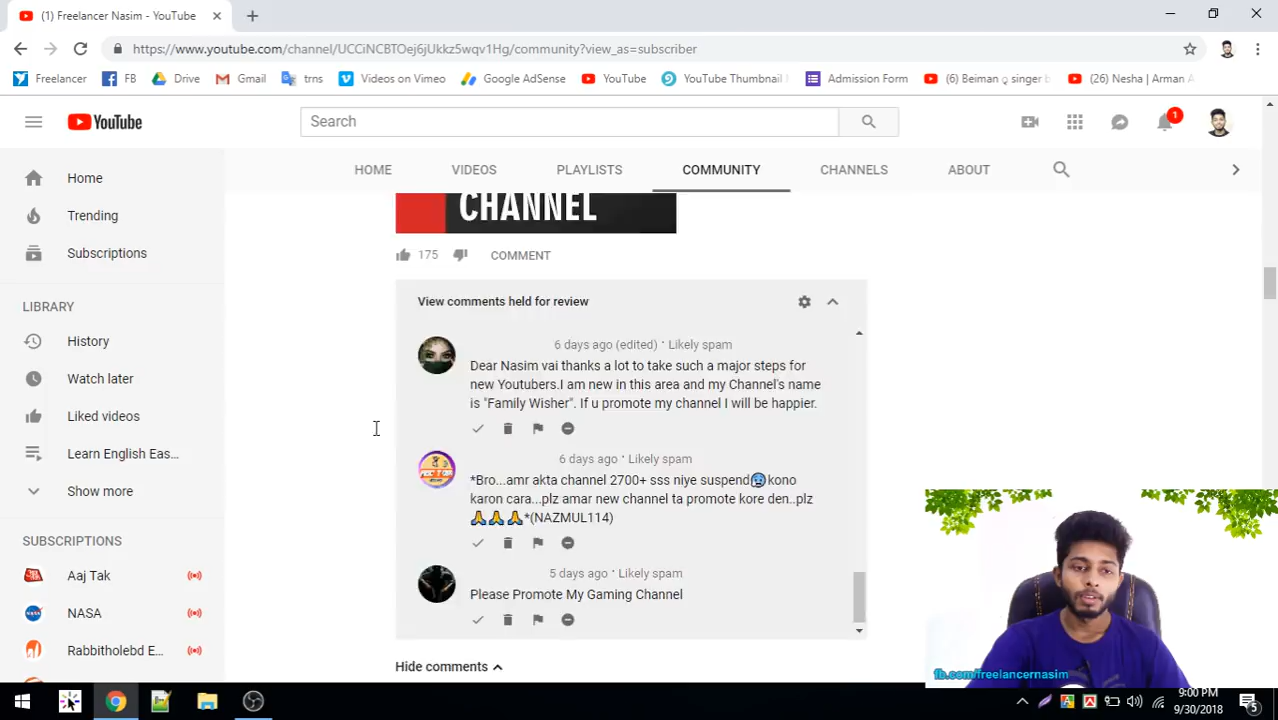 (1) Freelancer Nasim - YouTube
https://www.youtube.com/channel/UCCiNCBTOej6jUkkz5wqv1Hg/community?view_as=subscriber
Freelancer FB Drive Gmail trns Videos on Vimeo Google AdSense YouTube YouTube Thumbnail Admission Form (6) Beiman q singer b (26) Nesha | Arman A
YouTube Search 1
HOME VIDEOS PLAYLISTS COMMUNITY CHANNELS ABOUT
Home
Trending
Subscriptions
LIBRARY
History
Watch later
Liked videos
Learn English Eas...
Show more
SUBSCRIPTIONS
Aaj Tak
NASA
Rabbitholebd E...
CHANNEL
175 COMMENT
View comments held for review
6 days ago (edited) • Likely spam
Dear Nasim vai thanks a lot to take such a major steps for
new Youtubers.I am new in this area and my Channel's name
is "Family Wisher". If u promote my channel I will be happier.
6 days ago • Likely spam
*Bro...amr akta channel 2700+ sss niye suspend🥶kono
karon cara...plz amar new channel ta promote kore den..plz
🙏🙏🙏*(NAZMUL114)
5 days ago • Likely spam
Please Promote My Gaming Channel
Hide comments
fb.com/freelancernasim
9:00 PM
9/30/2018
5